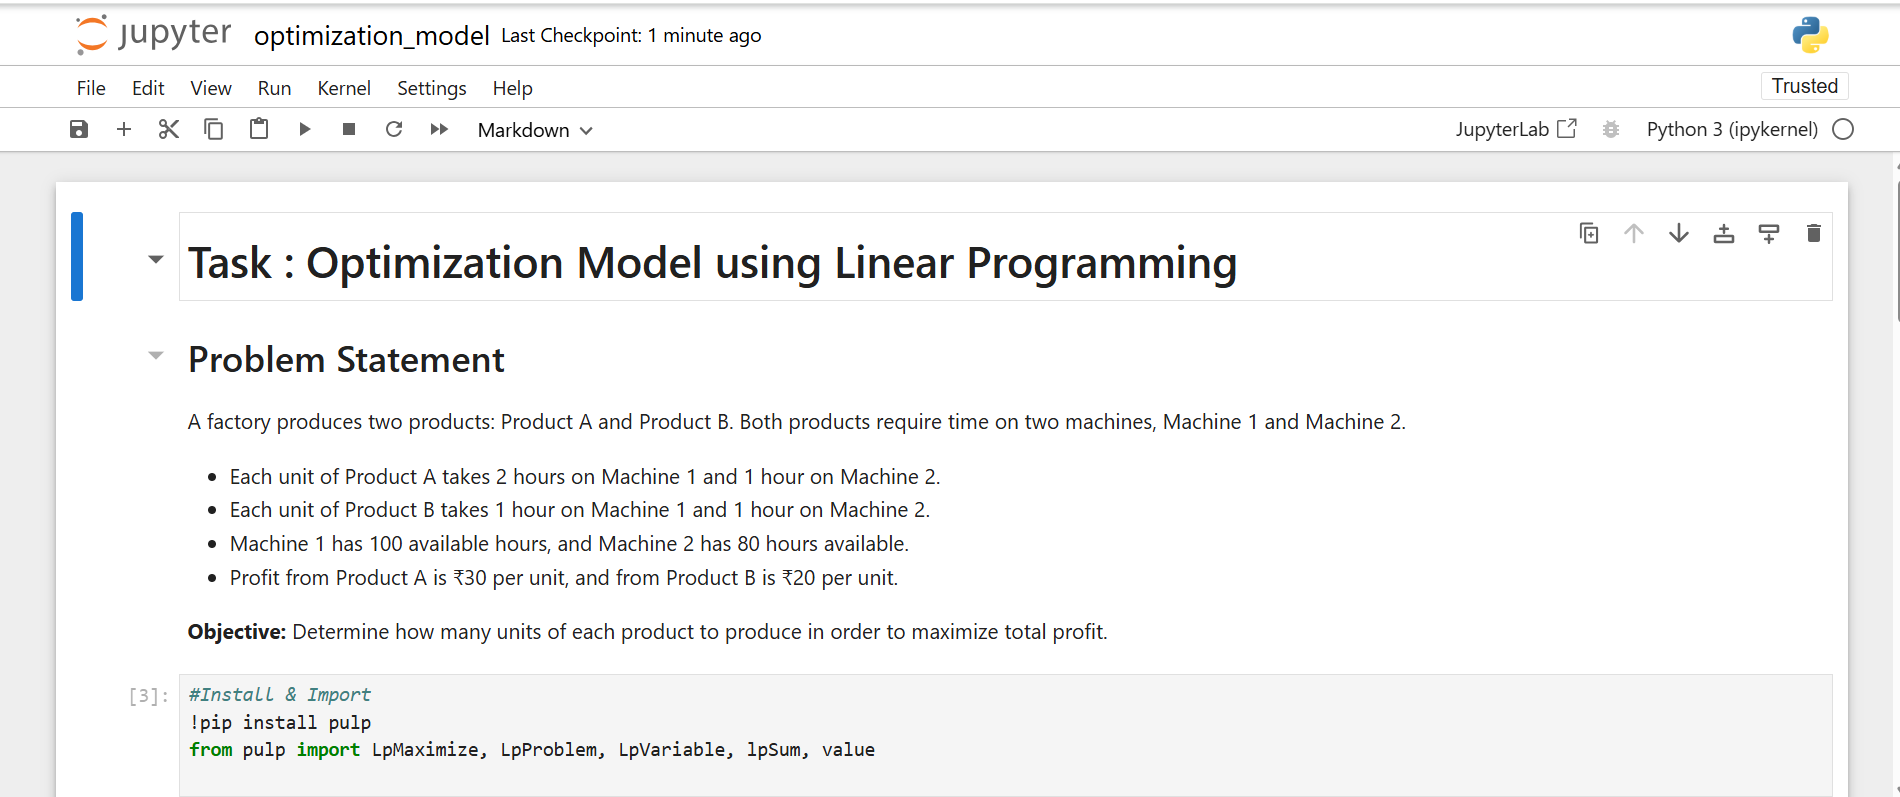 jupyter optimization_model Last Checkpoint: 1 minute ago
File Edit View Run Kernel Settings Help
Trusted
Markdown
JupyterLab
Python 3 (ipykernel)
Task : Optimization Model using Linear Programming
Problem Statement
A factory produces two products: Product A and Product B. Both products require time on two machines, Machine 1 and Machine 2.
• Each unit of Product A takes 2 hours on Machine 1 and 1 hour on Machine 2.
• Each unit of Product B takes 1 hour on Machine 1 and 1 hour on Machine 2.
• Machine 1 has 100 available hours, and Machine 2 has 80 hours available.
• Profit from Product A is ₹30 per unit, and from Product B is ₹20 per unit.
Objective: Determine how many units of each product to produce in order to maximize total profit.
[3]: #Install & Import
!pip install pulp
from pulp import LpMaximize, LpProblem, LpVariable, lpSum, value